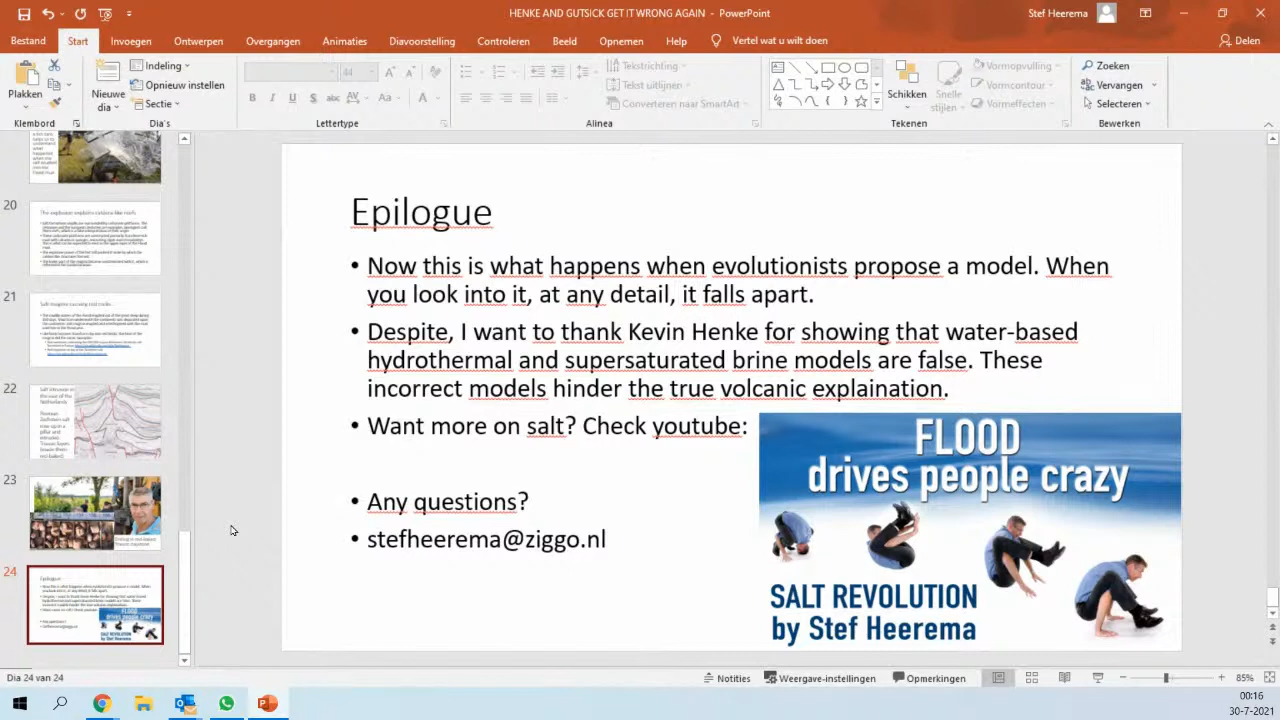 HENKE AND GUTSICK GET IT WRONG AGAIN - PowerPoint
Stef Heerema
Bestand
Start
Invoegen
Ontwerpen
Overgangen
Animaties
Diavoorstelling
Controleren
Beeld
Opnemen
Help
Vertel wat u wilt doen
Delen
Plakken
Klembord
Nieuwe
dia
Indeling
Opnieuw instellen
Sectie
Dia's
44
Lettertype
Tekstrichting
Tekst uitlijnen
Converteren naar SmartArt
Alinea
Schikken
Snelle
stijlen
Vormopvulling
Vormcontour
Vormeffecten
Tekenen
Zoeken
Vervangen
Selecteren
Bewerken
20
21
22
23
24
Epilogue
• Now this is what happens when evolutionists propose a model. When
you look into it, at any detail, it falls apart.
• Despite, I want to thank Kevin Henke for showing that water-based
hydrothermal and supersaturated brine models are false. These
incorrect models hinder the true volcanic explaination.
• Want more on salt? Check youtube:
• Any questions?
• stefheerema@ziggo.nl
FLOOD
drives people crazy
SALT REVOLUTION
by Stef Heerema
Dia 24 van 24
Notities
Weergave-instellingen
Opmerkingen
85%
00:16
30-7-2021